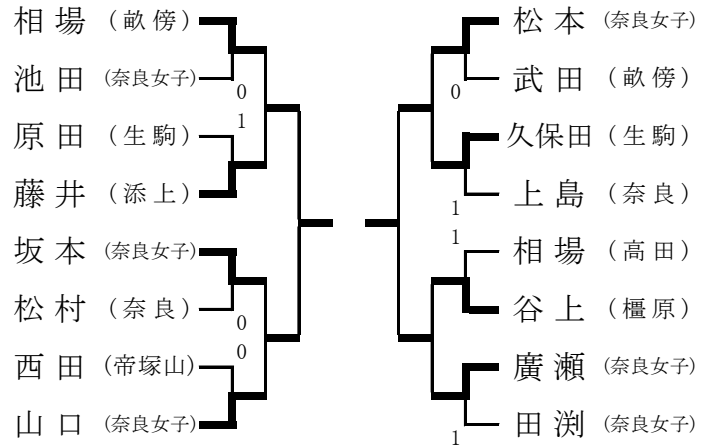 相場 (畝傍)
池田 (奈良女子)
0
1
原田 (生駒)
藤井 (添上)
坂本 (奈良女子)
松村 (奈良)
0
0
西田 (帝塚山)
山口 (奈良女子)
松本 (奈良女子)
武田 (畝傍)
0
久保田 (生駒)
上島 (奈良)
1
1
相場 (高田)
谷上 (橿原)
廣瀬 (奈良女子)
田渕 (奈良女子)
1